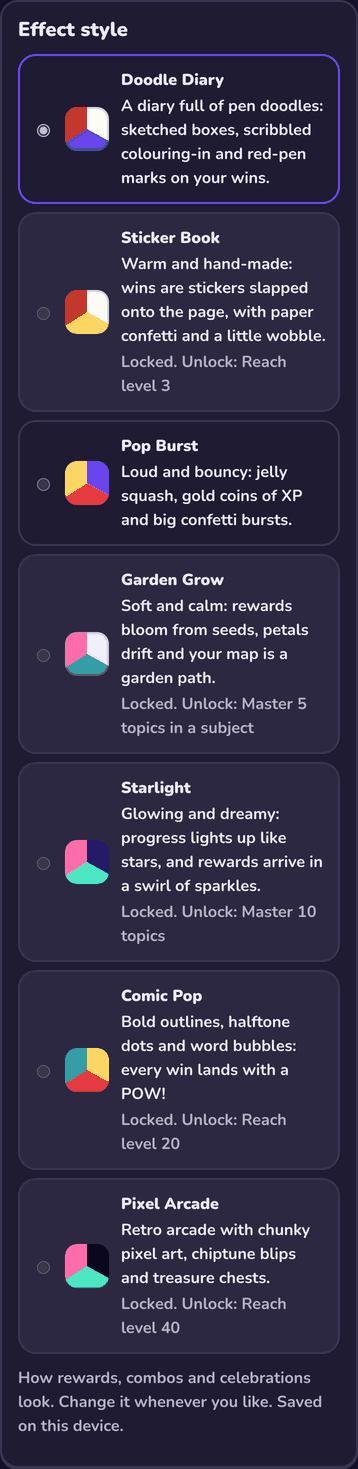 Effect style
Doodle Diary
A diary full of pen doodles:
sketched boxes, scribbled
colouring-in and red-pen
marks on your wins.
Sticker Book
Warm and hand-made:
wins are stickers slapped
onto the page, with paper
confetti and a little wobble.
Locked. Unlock: Reach
level 3
Pop Burst
Loud and bouncy: jelly
squash, gold coins of XP
and big confetti bursts.
Garden Grow
Soft and calm: rewards
bloom from seeds, petals
drift and your map is a
garden path.
Locked. Unlock: Master 5
topics in a subject
Starlight
Glowing and dreamy:
progress lights up like
stars, and rewards arrive in
a swirl of sparkles.
Locked. Unlock: Master 10
topics
Comic Pop
Bold outlines, halftone
dots and word bubbles:
every win lands with a
POW!
Locked. Unlock: Reach
level 20
Pixel Arcade
Retro arcade with chunky
pixel art, chiptune blips
and treasure chests.
Locked. Unlock: Reach
level 40
How rewards, combos and celebrations
look. Change it whenever you like. Saved
on this device.